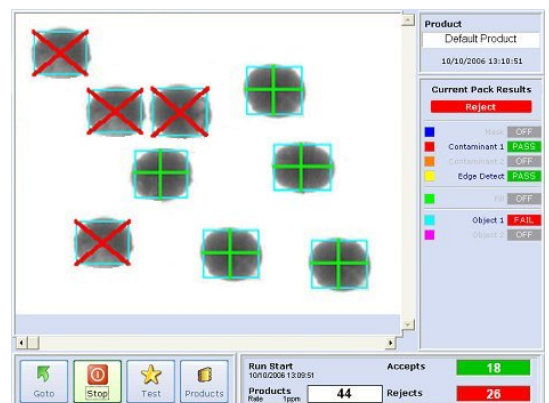 Product
Default Product
10/10/2006 13:10:51
Current Pack Results
Reject
Mask OFF
Contaminant 1 PASS
Contaminant 2 OFF
Edge Detect PASS
Fill OFF
Object 1 FAIL
Object 2 OFF
Goto
Stop
Test
Products
Run Start
10/10/2006 13:09:51
Accepts 18
Products 44
Rate 1ppm
Rejects 26